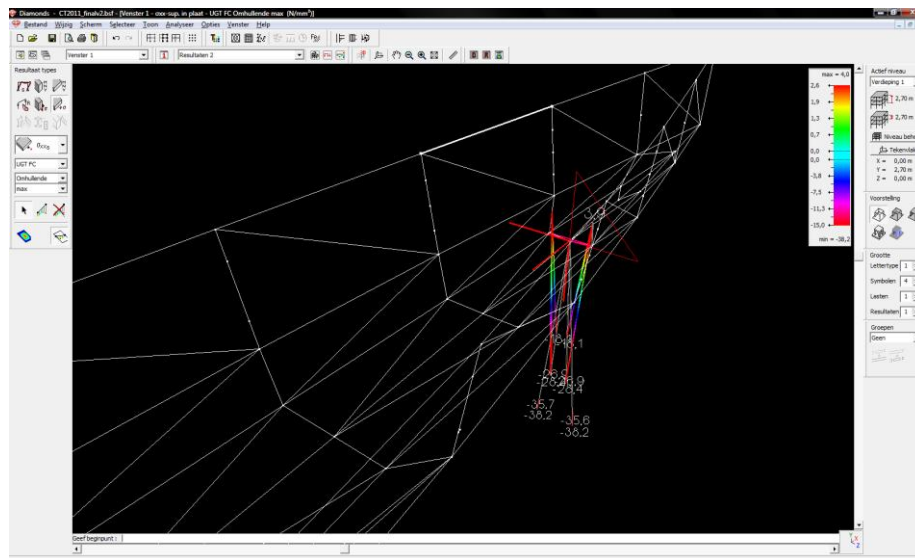 Diamonds - CT2011_finalv2.bsf - [Venster 1 - σxx-sup. in plaat - UGT FC Omhullende max (N/mm²)]
Bestand Wijzig Scherm Selecteer Toon Analyseer Opties Venster Help
Venster 1
Resultaten 2
Resultaat types
UGT FC
Omhullende
max
max = 4,0
2,6
1,9
1,3
0,7
0,0
0,0
-3,8
-7,5
-11,3
-15,0
min = -38,2
3,9
-28,4
-35,7
-38,2
-35,6
-38,2
Actief niveau
Verdieping 1
2,70 m
2,70 m
Niveau behe
Tekenvlak
X = 0,00 m
Y = 2,70 m
Z = 0,00 m
Voorstelling
Grootte
Lettertype 1
Symbolen 4
Lasten 1
Resultaten 1
Groepen
Geen
Geef beginpunt :